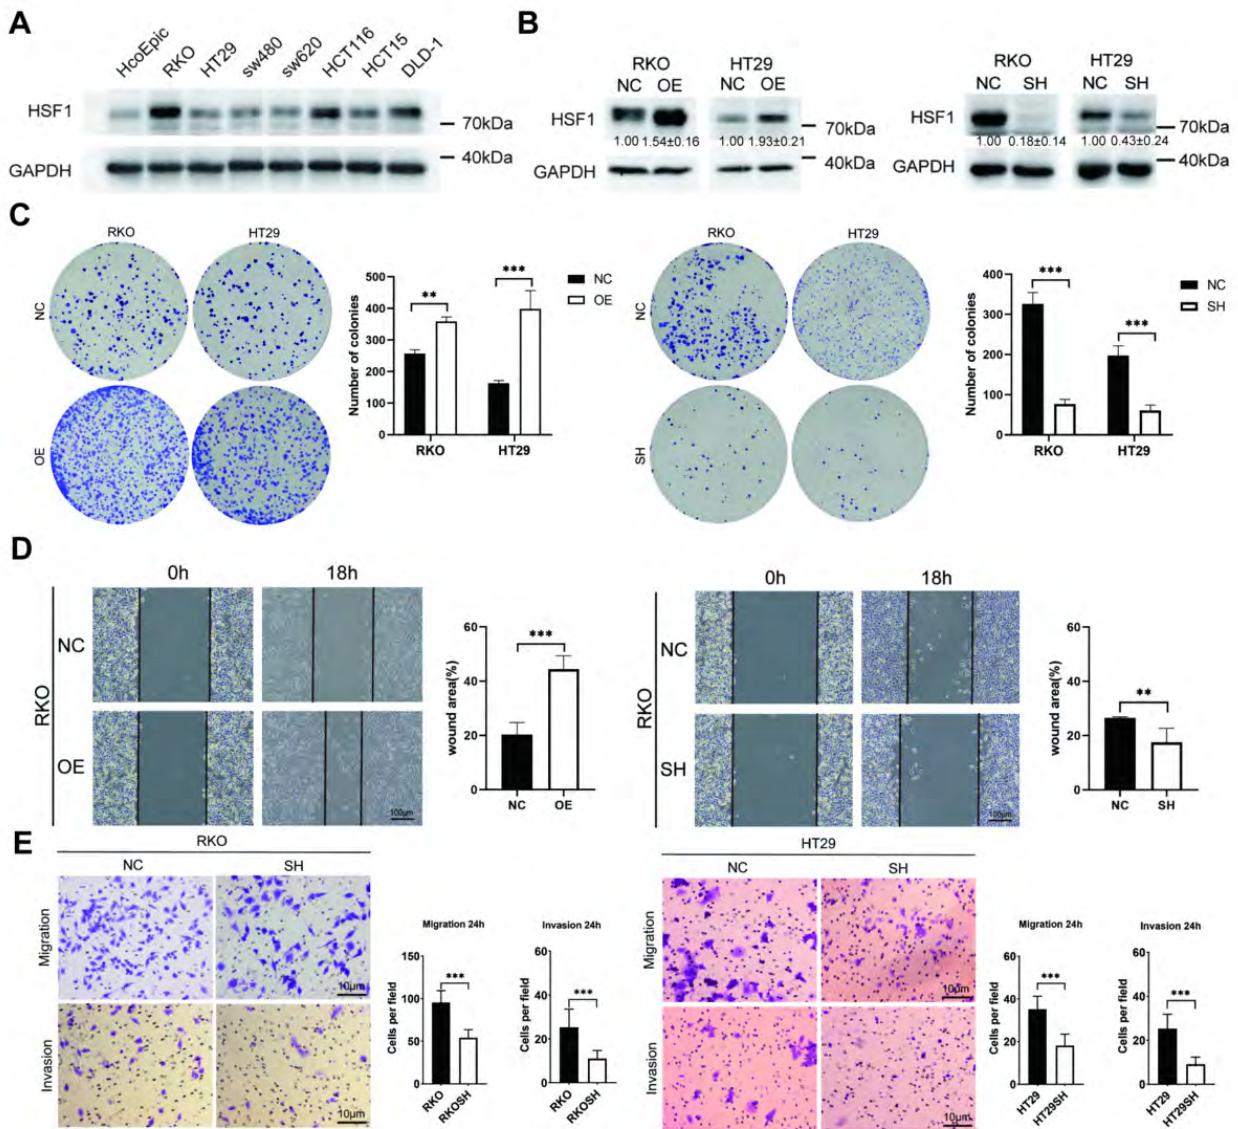 A
HcoEpic RKO HT29 sw480 sw620 HCT116 HCT15 DLD-1
HSF1
70kDa
40kDa
GAPDH
B
RKO HT29
NC OE NC OE
HSF1
70kDa
1.00 1.54±0.16 1.00 1.93±0.21
40kDa
GAPDH
RKO HT29
NC SH NC SH
HSF1
70kDa
1.00 0.18±0.14 1.00 0.43±0.24
40kDa
GAPDH
C
RKO HT29
NC
OE
Number of colonies
500
400
300
200
100
0
** ***
NC
OE
RKO HT29
RKO HT29
NC
SH
Number of colonies
400
300
200
100
0
*** ***
NC
SH
RKO HT29
D
0h 18h
RKO
NC
OE
100μm
wound area(%)
60
40
20
0
***
NC OE
0h 18h
RKO
NC
SH
100μm
wound area(%)
60
40
20
0
**
NC SH
E
RKO
NC SH
Migration
10μm
Invasion
10μm
Migration 24h
Cells per field
150
100
50
0
***
RKO RKOSH
Invasion 24h
Cells per field
60
40
20
0
***
RKO RKOSH
HT29
NC SH
Migration
10μm
Invasion
10μm
Migration 24h
Cells per field
60
40
20
0
***
HT29 HT29SH
Invasion 24h
Cells per field
60
40
20
0
***
HT29 HT29SH